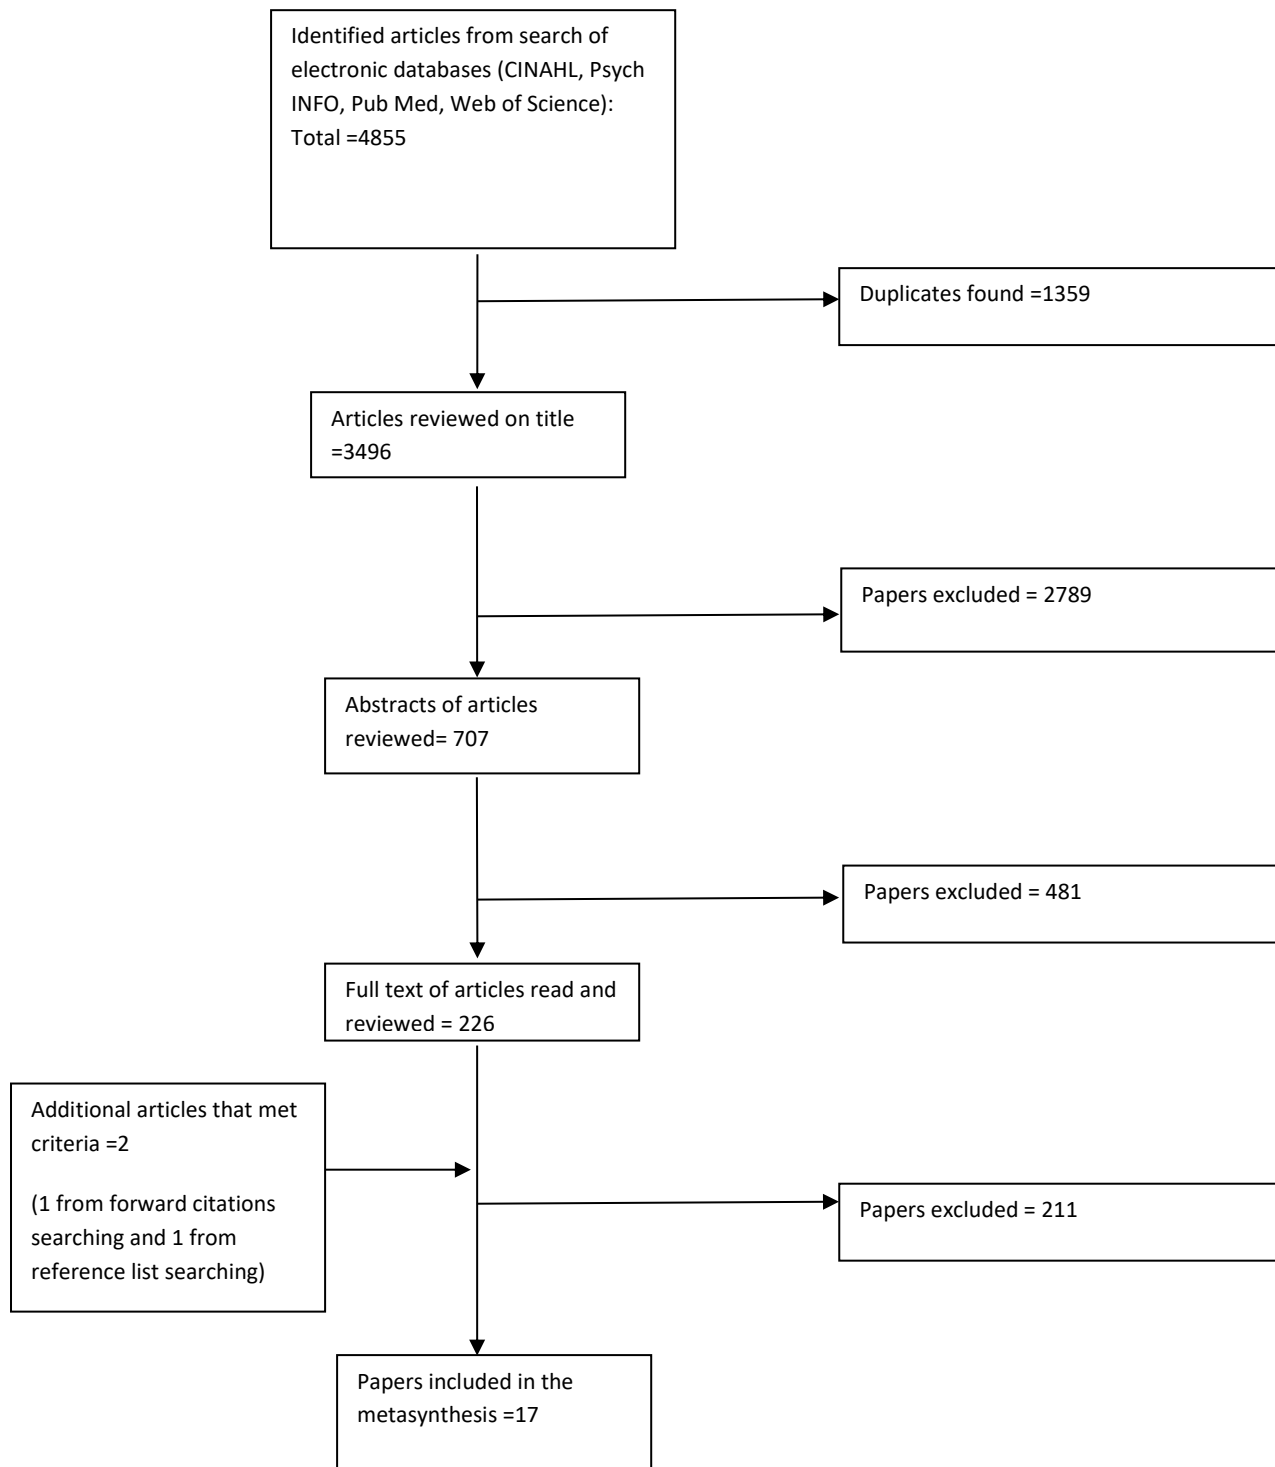 Identified articles from search of
electronic databases (CINAHL, Psych
INFO, Pub Med, Web of Science):
Total =4855
Duplicates found =1359
Articles reviewed on title
=3496
Papers excluded = 2789
Abstracts of articles
reviewed= 707
Papers excluded = 481
Full text of articles read and
reviewed = 226
Additional articles that met
criteria =2
(1 from forward citations
searching and 1 from
reference list searching)
Papers excluded = 211
Papers included in the
metasynthesis =17